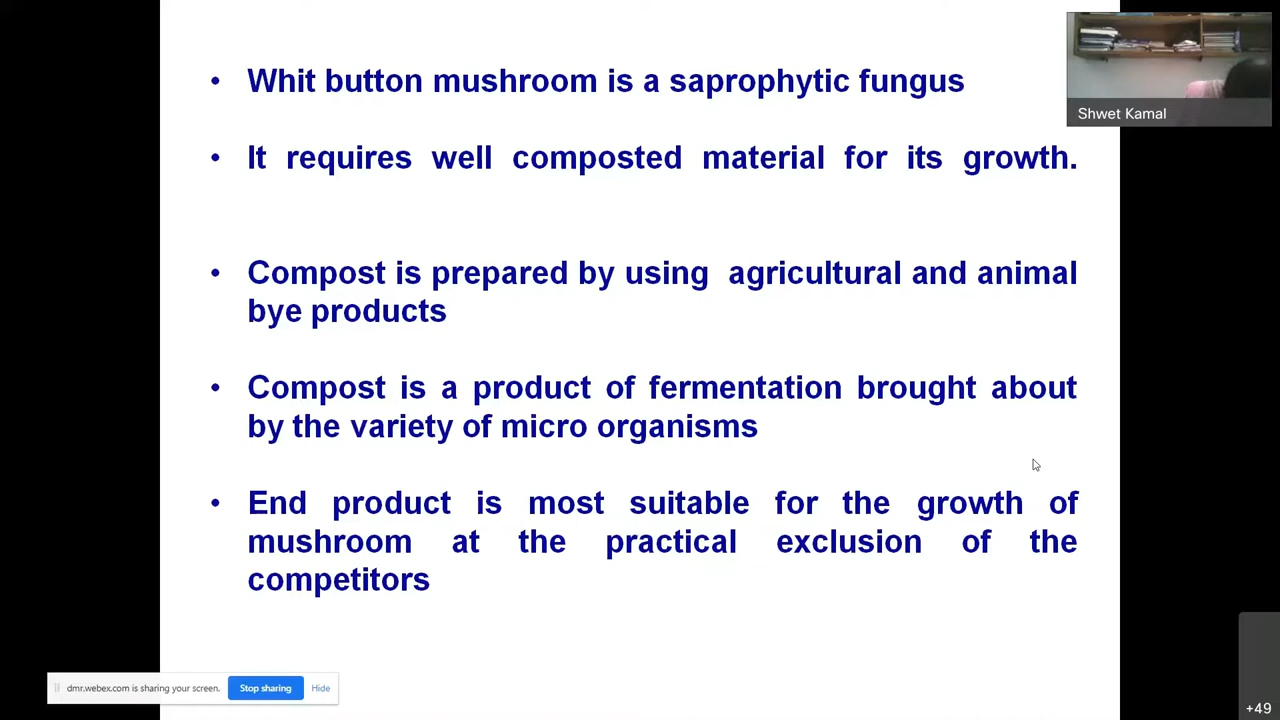 • Whit button mushroom is a saprophytic fungus
• It requires well composted material for its growth.
• Compost is prepared by using agricultural and animal
bye products
• Compost is a product of fermentation brought about
by the variety of micro organisms
• End product is most suitable for the growth of
mushroom at the practical exclusion of the
competitors
Shwet Kamal
dmr.webex.com is sharing your screen. Stop sharing Hide
+49